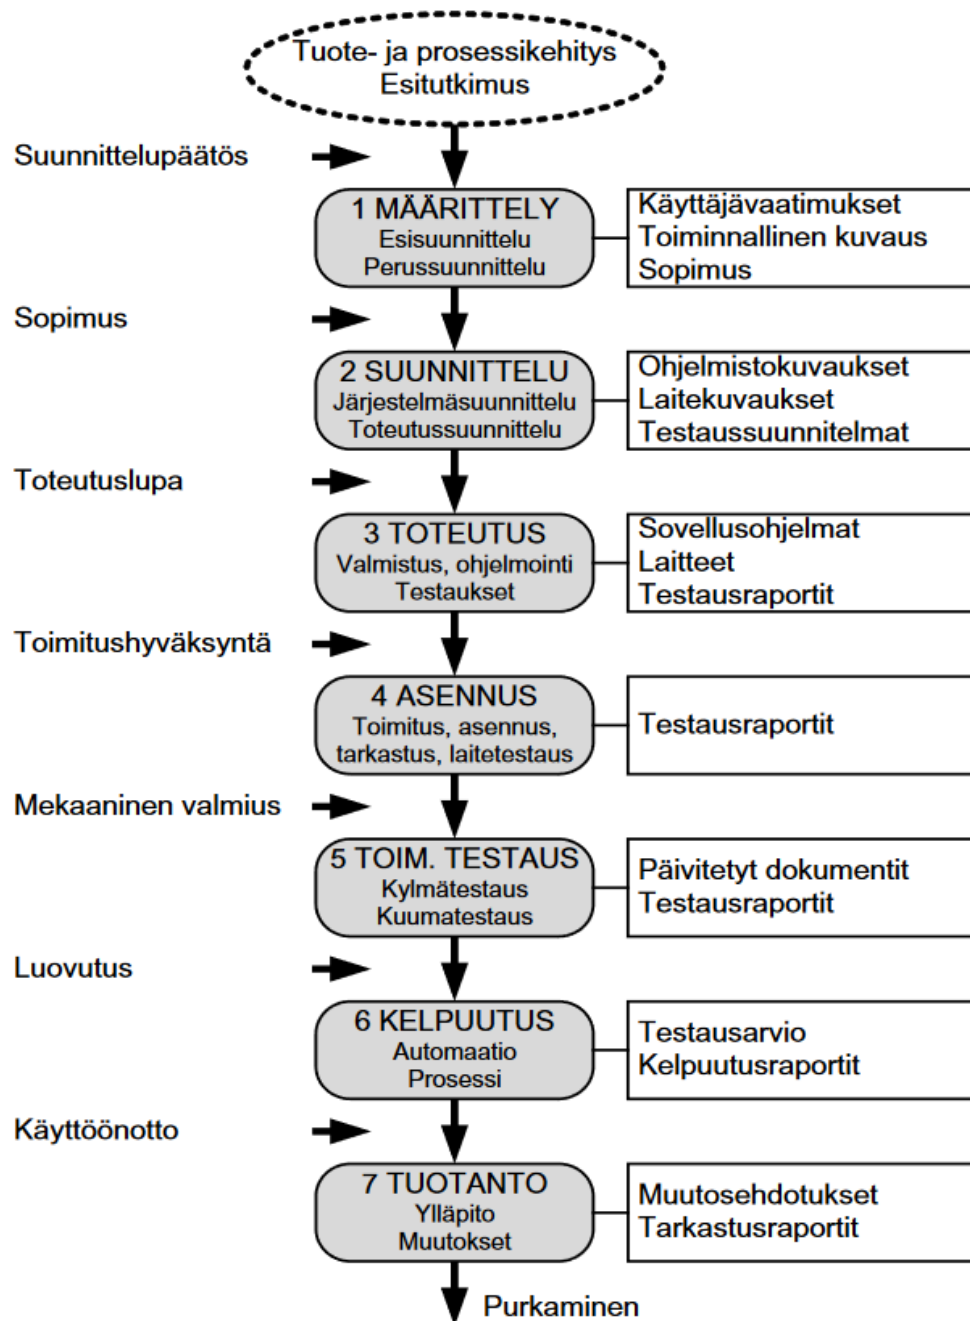 Tuote- ja prosessikehitys
Esitutkimus
Suunnittelupäätös
1 MÄÄRITTELY
Esisuunnittelu
Perussuunnittelu
Käyttäjävaatimukset
Toiminnallinen kuvaus
Sopimus
Sopimus
2 SUUNNITTELU
Järjestelmäsuunnittelu
Toteutussuunnittelu
Ohjelmistokuvaukset
Laitekuvaukset
Testaussuunnitelmat
Toteutuslupa
3 TOTEUTUS
Valmistus, ohjelmointi
Testaukset
Sovellusohjelmat
Laitteet
Testausraportit
Toimitushyväksyntä
4 ASENNUS
Toimitus, asennus,
tarkastus, laitetestaus
Testausraportit
Mekaaninen valmius
5 TOIM. TESTAUS
Kylmätestaus
Kuumatestaus
Päivitetyt dokumentit
Testausraportit
Luovutus
6 KELPUUTUS
Automaatio
Prosessi
Testausarvio
Kelpuutusraportit
Käyttöönotto
7 TUOTANTO
Ylläpito
Muutokset
Muutosehdotukset
Tarkastusraportit
Purkaminen